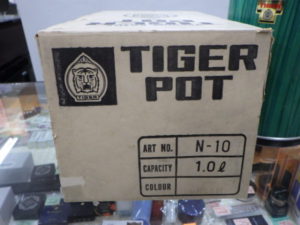 TIGER
TIGER
POT
ART NO. N-10
CAPACITY 1.0ℓ
COLOUR